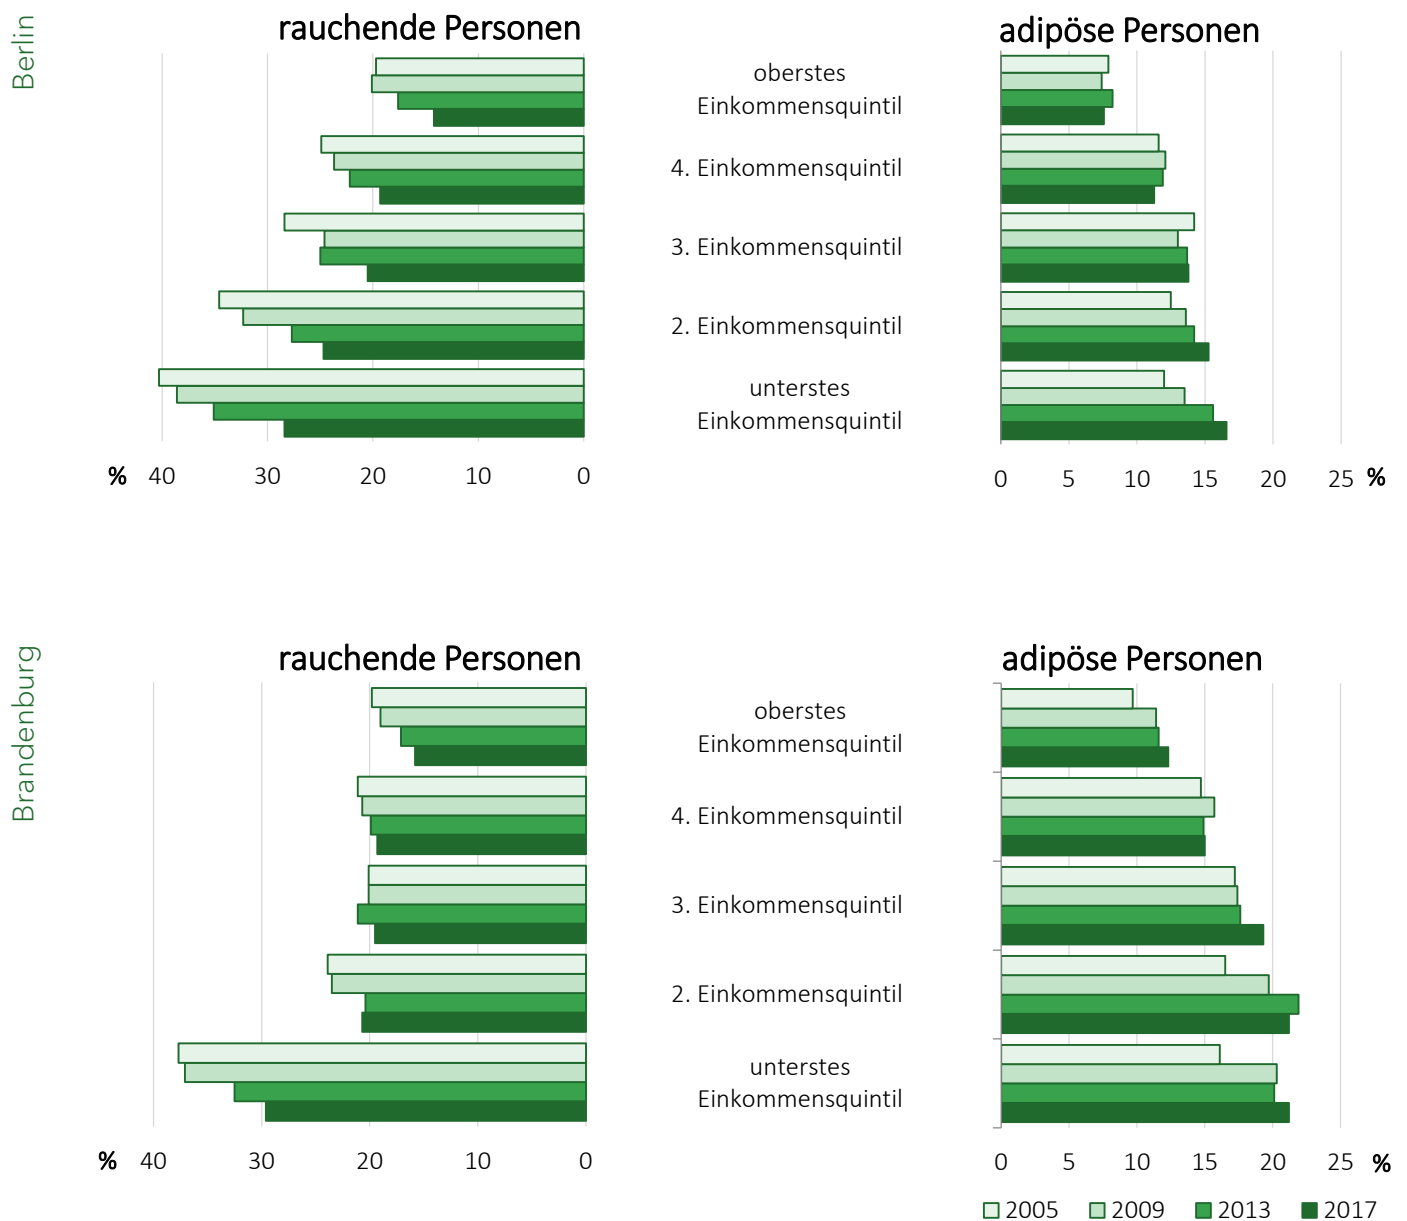 Berlin
rauchende Personen
adipöse Personen
oberstes
Einkommensquintil
4. Einkommensquintil
3. Einkommensquintil
2. Einkommensquintil
unterstes
Einkommensquintil
% 40 30 20 10 0
0 5 10 15 20 25 %
Brandenburg
rauchende Personen
adipöse Personen
oberstes
Einkommensquintil
4. Einkommensquintil
3. Einkommensquintil
2. Einkommensquintil
unterstes
Einkommensquintil
% 40 30 20 10 0
0 5 10 15 20 25 %
2005 2009 2013 2017